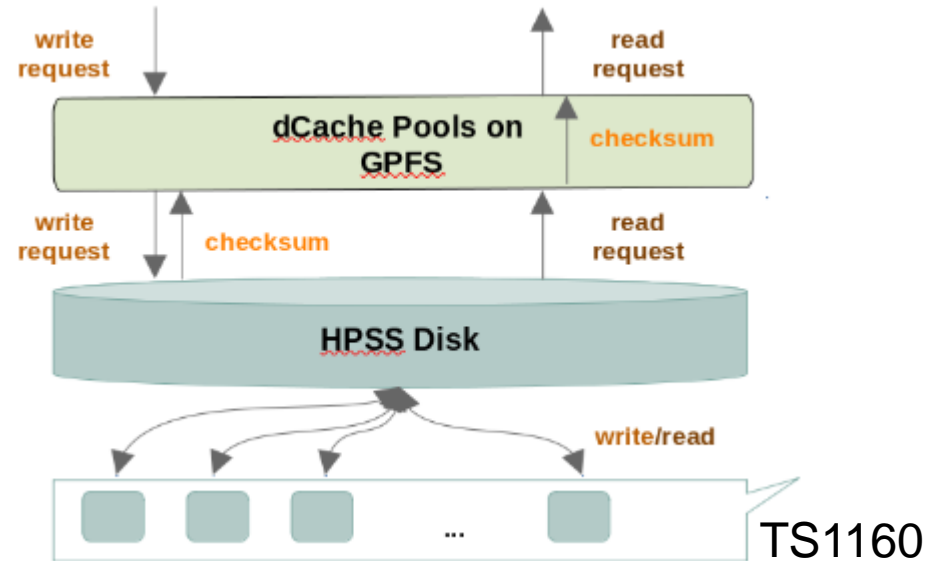 write
request
read
request
dCache Pools on
GPFS
checksum
write
request
checksum
read
request
HPSS Disk
write/read
...
TS1160